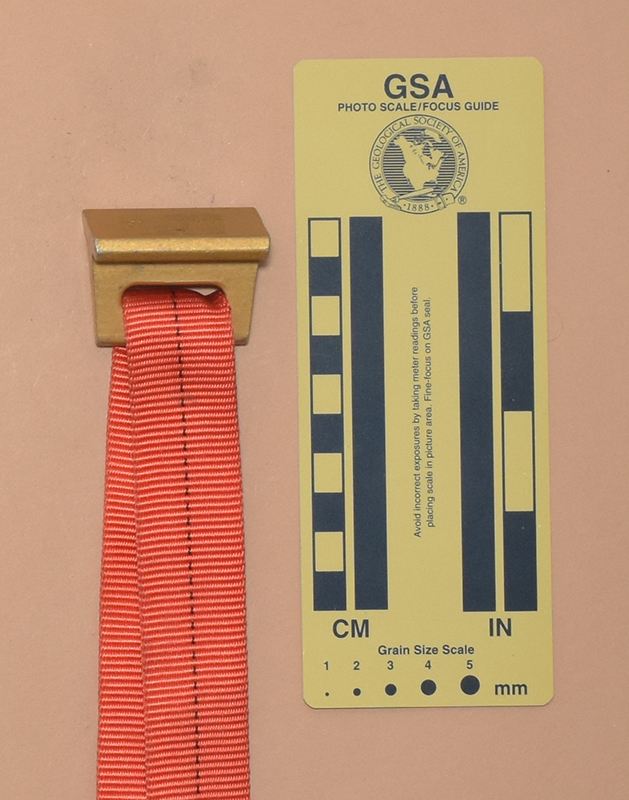 GSA
PHOTO SCALE/FOCUS GUIDE
THE GEOLOGICAL SOCIETY OF AMERICA
·1888·
®
Avoid incorrect exposures by taking meter readings before
placing scale in picture area. Fine-focus on GSA seal.
CM IN
Grain Size Scale
1 2 3 4 5
mm